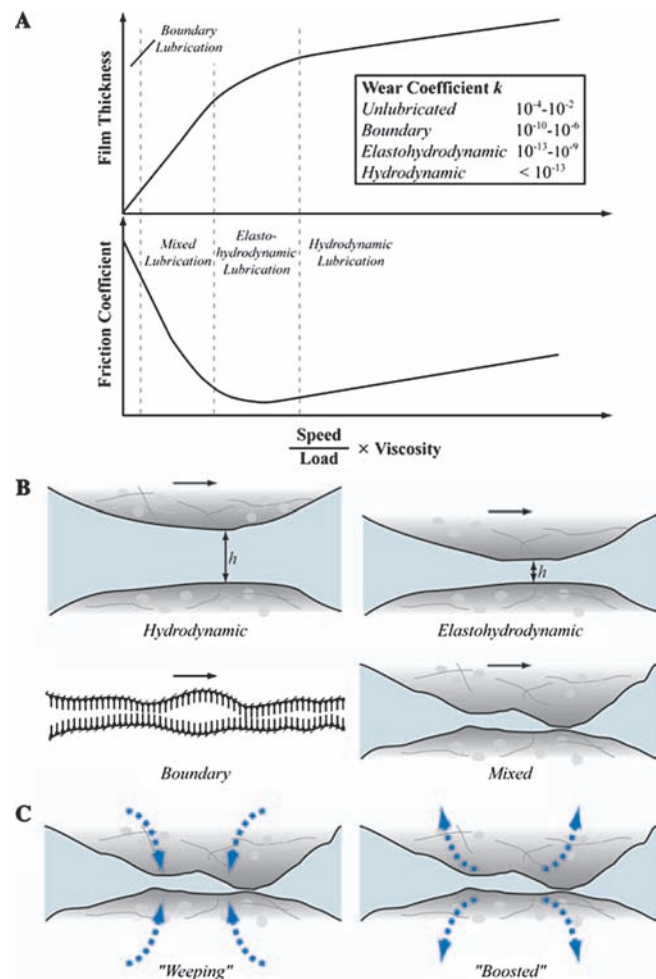 A
Boundary
Lubrication
Film Thickness
Wear Coefficient k
Unlubricated 10⁻⁴-10⁻²
Boundary 10⁻¹⁰-10⁻⁶
Elastohydrodynamic 10⁻¹³-10⁻⁹
Hydrodynamic < 10⁻¹³
Friction Coefficient
Mixed
Lubrication
Elasto-
hydrodynamic
Lubrication
Hydrodynamic
Lubrication
Speed
Load × Viscosity
B
h
Hydrodynamic
h
Elastohydrodynamic
Boundary
Mixed
C
"Weeping"
"Boosted"